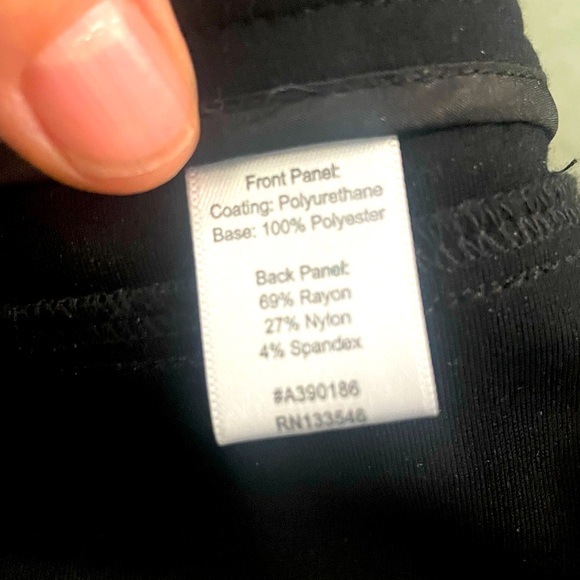 Front Panel:
Coating: Polyurethane
Base: 100% Polyester
Back Panel:
69% Rayon
27% Nylon
4% Spandex
#A390186
RN133546